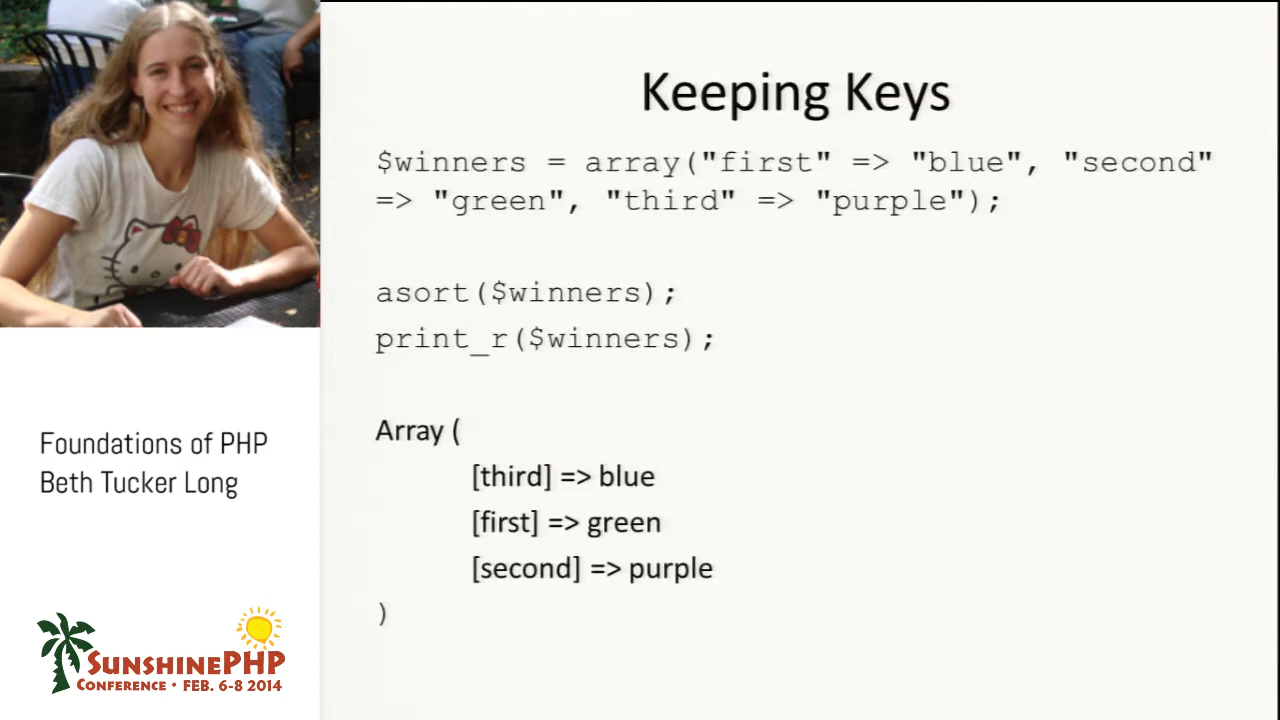 Keeping Keys
$winners = array("first" => "blue", "second"
=> "green", "third" => "purple");
asort($winners);
print_r($winners);
Array (
[third] => blue
[first] => green
[second] => purple
)
Foundations of PHP
Beth Tucker Long
SUNSHINEPHP
CONFERENCE • FEB. 6-8 2014